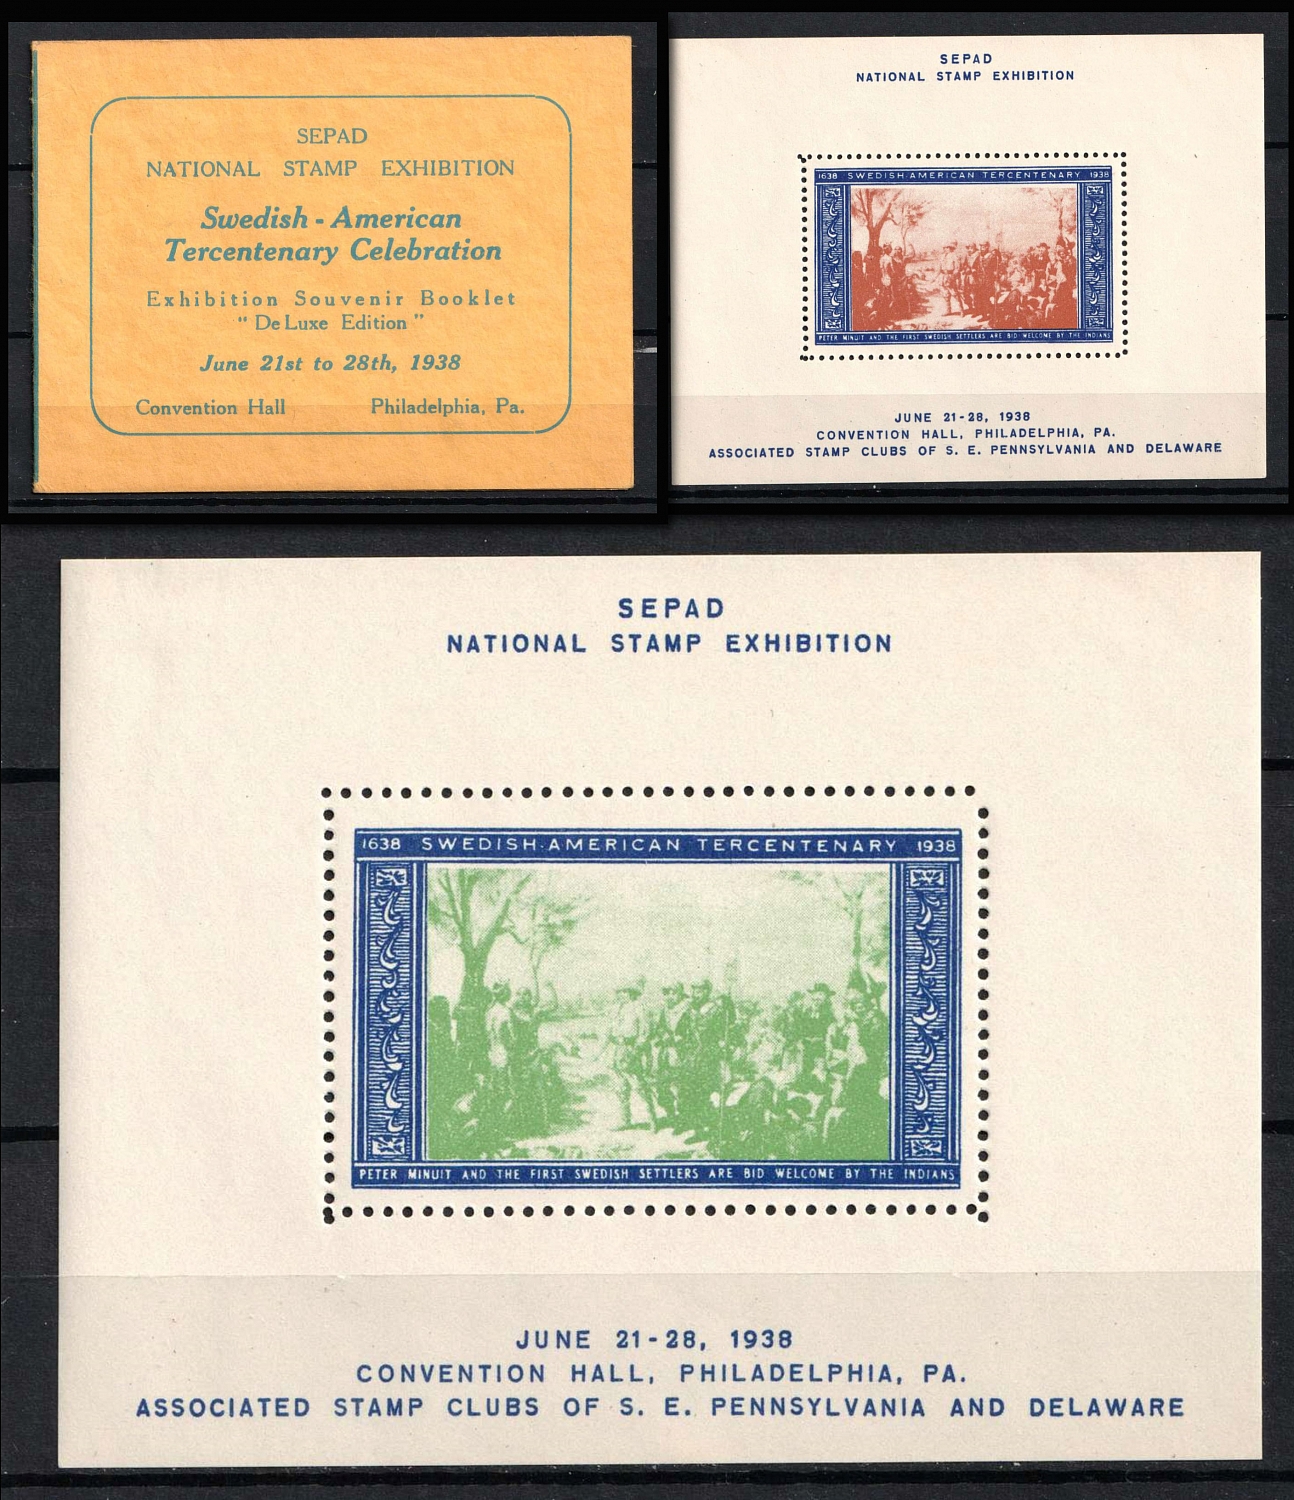 SEPAD
NATIONAL STAMP EXHIBITION
Swedish - American
Tercentenary Celebration
Exhibition Souvenir Booklet
" De Luxe Edition "
June 21st to 28th, 1938
Convention Hall Philadelphia, Pa.
SEPAD
NATIONAL STAMP EXHIBITION
1638 SWEDISH-AMERICAN TERCENTENARY 1938
PETER MINUIT AND THE FIRST SWEDISH SETTLERS ARE BID WELCOME BY THE INDIANS
JUNE 21-28, 1938
CONVENTION HALL, PHILADELPHIA, PA.
ASSOCIATED STAMP CLUBS OF S. E. PENNSYLVANIA AND DELAWARE
SEPAD
NATIONAL STAMP EXHIBITION
1638 SWEDISH-AMERICAN TERCENTENARY 1938
PETER MINUIT AND THE FIRST SWEDISH SETTLERS ARE BID WELCOME BY THE INDIANS
JUNE 21-28, 1938
CONVENTION HALL, PHILADELPHIA, PA.
ASSOCIATED STAMP CLUBS OF S. E. PENNSYLVANIA AND DELAWARE